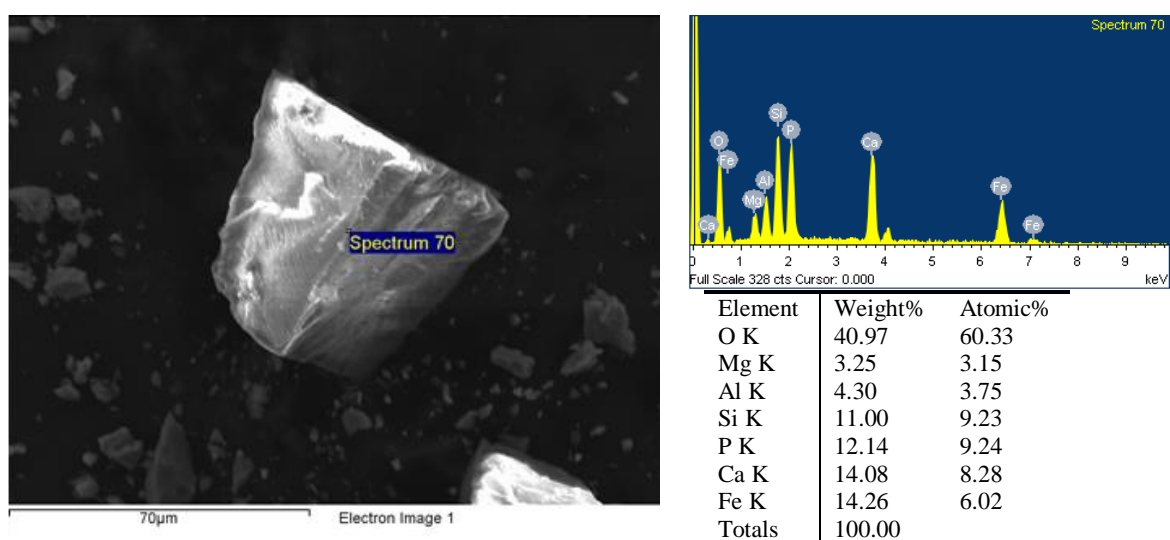 Spectrum 70
70µm
Electron Image 1
Spectrum 70
Si
P
O
Ca
Fe
Al
Mg
Fe
Ca
Fe
0 1 2 3 4 5 6 7 8 9
Full Scale 328 cts Cursor: 0.000 keV
Element Weight% Atomic%
O K 40.97 60.33
Mg K 3.25 3.15
Al K 4.30 3.75
Si K 11.00 9.23
P K 12.14 9.24
Ca K 14.08 8.28
Fe K 14.26 6.02
Totals 100.00